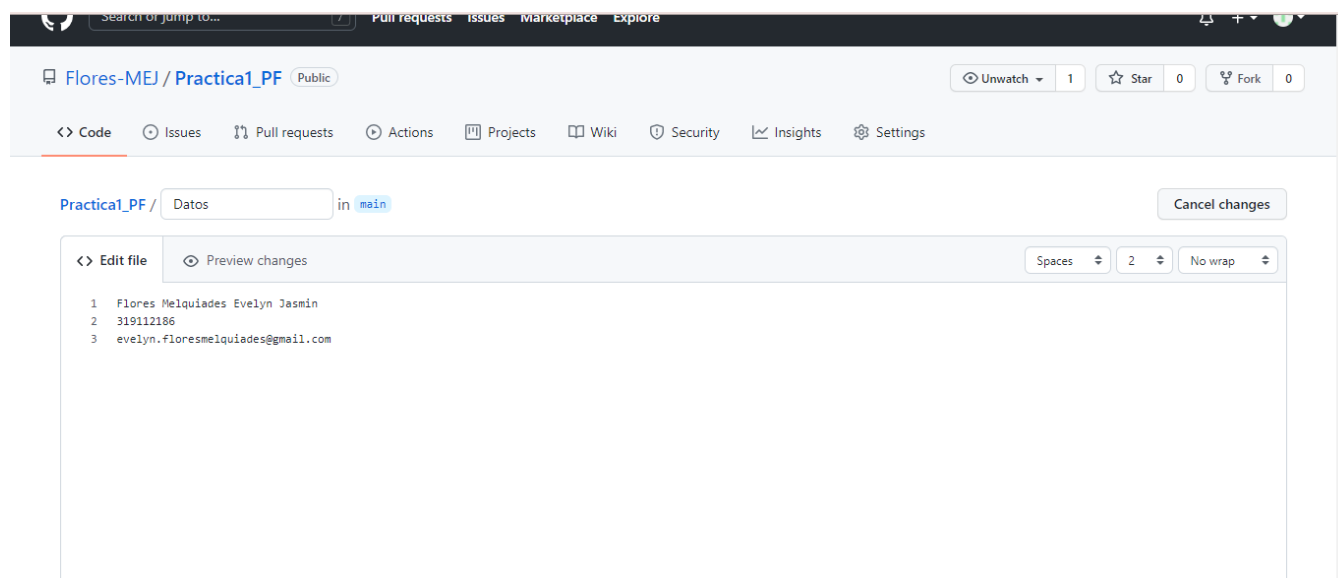 Search or jump to... / Pull requests Issues Marketplace Explore
Flores-MEJ / Practica1_PF Public Unwatch 1 Star 0 Fork 0
<> Code Issues Pull requests Actions Projects Wiki Security Insights Settings
Practica1_PF / Datos in main Cancel changes
<> Edit file Preview changes Spaces 2 No wrap
1 Flores Melquiades Evelyn Jasmin
2 319112186
3 evelyn.floresmelquiades@gmail.com